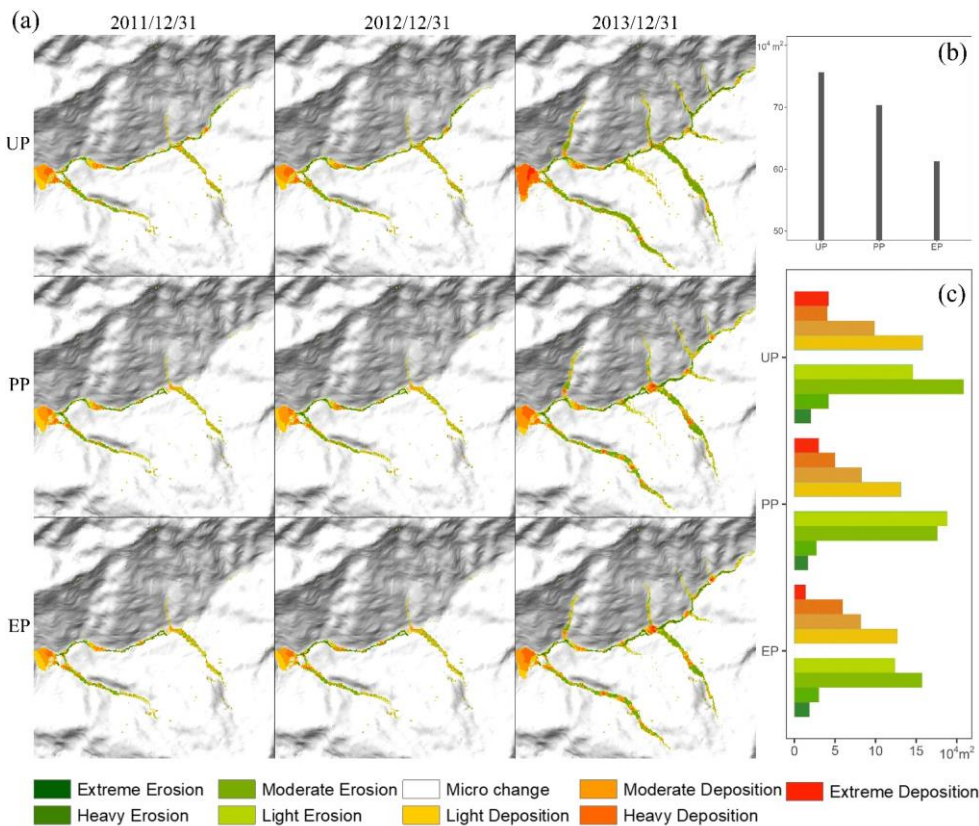 (a)
2011/12/31
2012/12/31
2013/12/31
UP
PP
EP
(b)
10⁴ m²
70
60
50
UP
PP
EP
(c)
UP
PP
EP
0
5
10
15
10⁴m²
Extreme Erosion
Moderate Erosion
Micro change
Moderate Deposition
Extreme Deposition
Heavy Erosion
Light Erosion
Light Deposition
Heavy Deposition